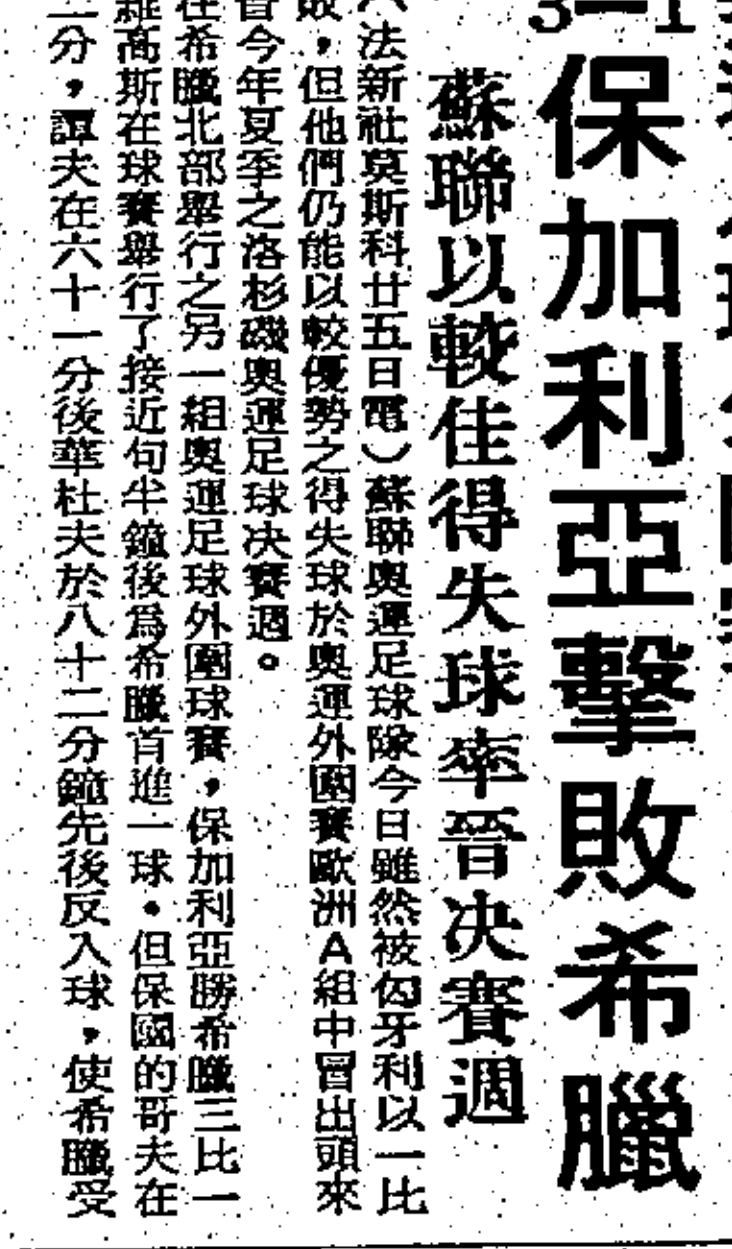 3—1
保加利亞擊敗希臘
蘇聯以較佳得失球率晉決賽週
法新社莫斯科廿五日電）蘇聯奧運足球隊今日雖然被匈牙利以一比
敗，但他們仍能以較優勢之得失球於奧運外圍賽歐洲A組中冒出頭來
晉今年夏季之洛杉磯奧運足球決賽週。
在希臘北部舉行之另一組奧運足球外圍球賽，保加利亞勝希臘三比一
羅高斯在球賽舉行了接近句半鐘後爲希臘首進一球。但保國的哥夫在
二分，譚夫在六十一分後華杜夫於八十二分鐘先後反入球，使希臘受